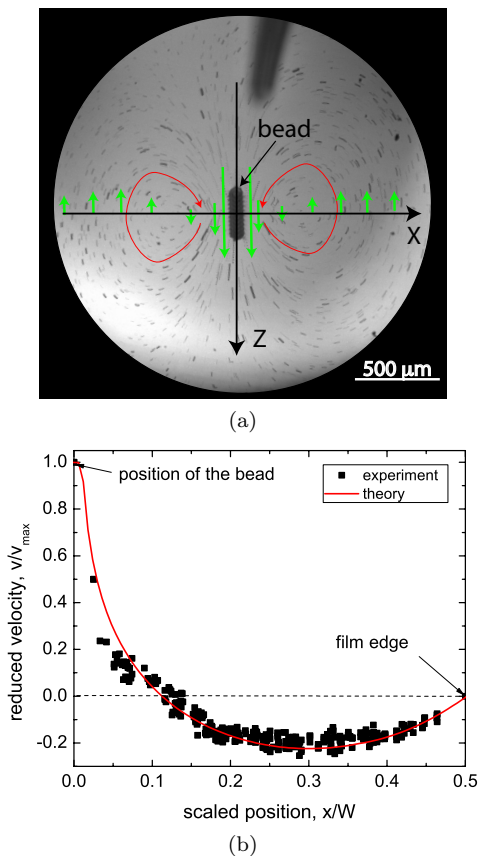 bead
X
Z
500 μm
(a)
1.0
0.8
0.6
0.4
0.2
0.0
-0.2
reduced velocity, v/vmax
position of the bead
experiment
theory
film edge
0.0
0.1
0.2
0.3
0.4
0.5
scaled position, x/W
(b)